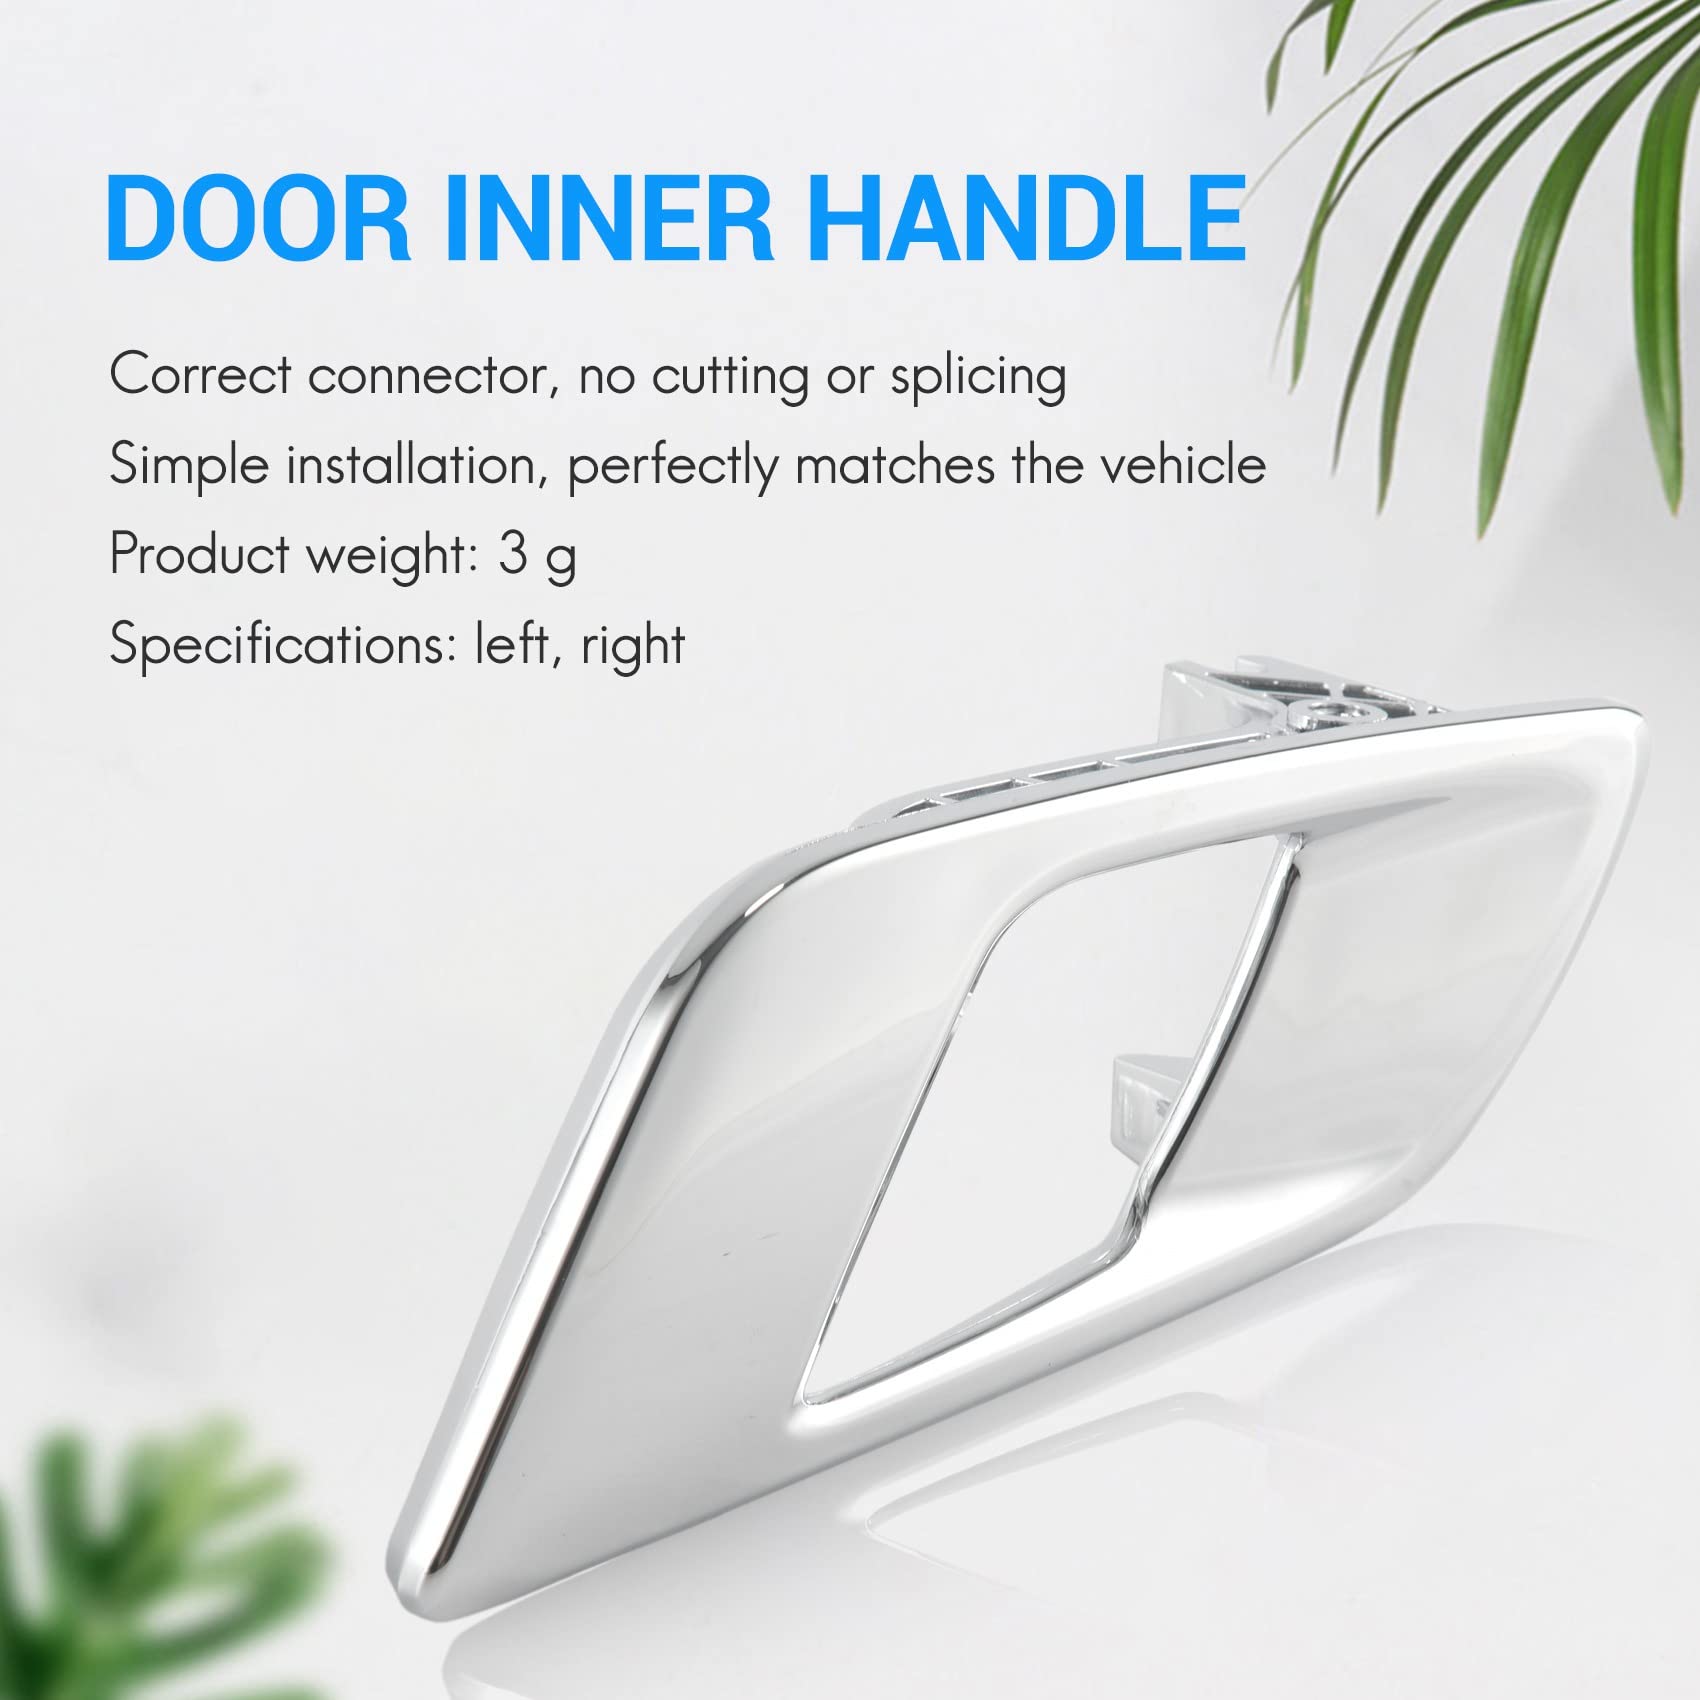 DOOR INNER HANDLE
Correct connector, no cutting or splicing
Simple installation, perfectly matches the vehicle
Product weight: 3 g
Specifications: left, right